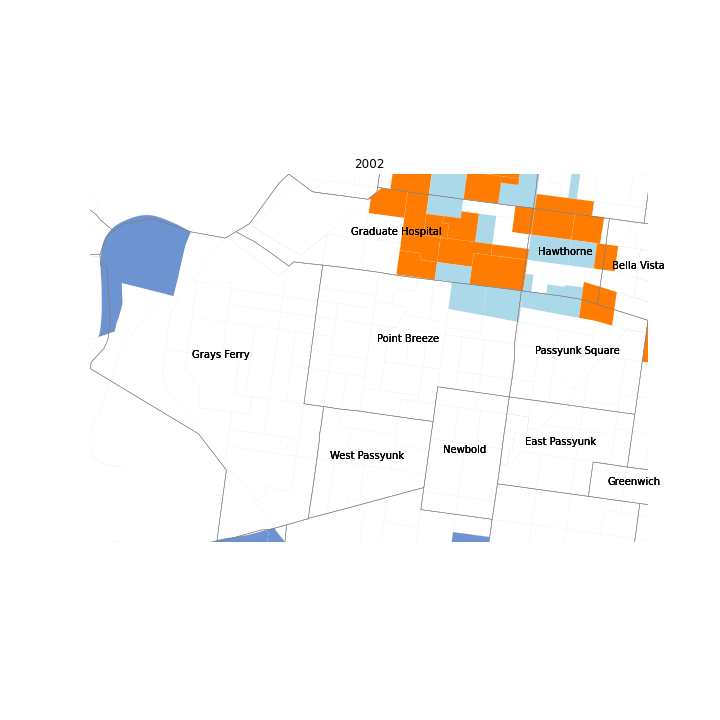 2002
Graduate Hospital
Hawthorne
Bella Vista
Point Breeze
Passyunk Square
Grays Ferry
East Passyunk
Newbold
West Passyunk
Greenwich